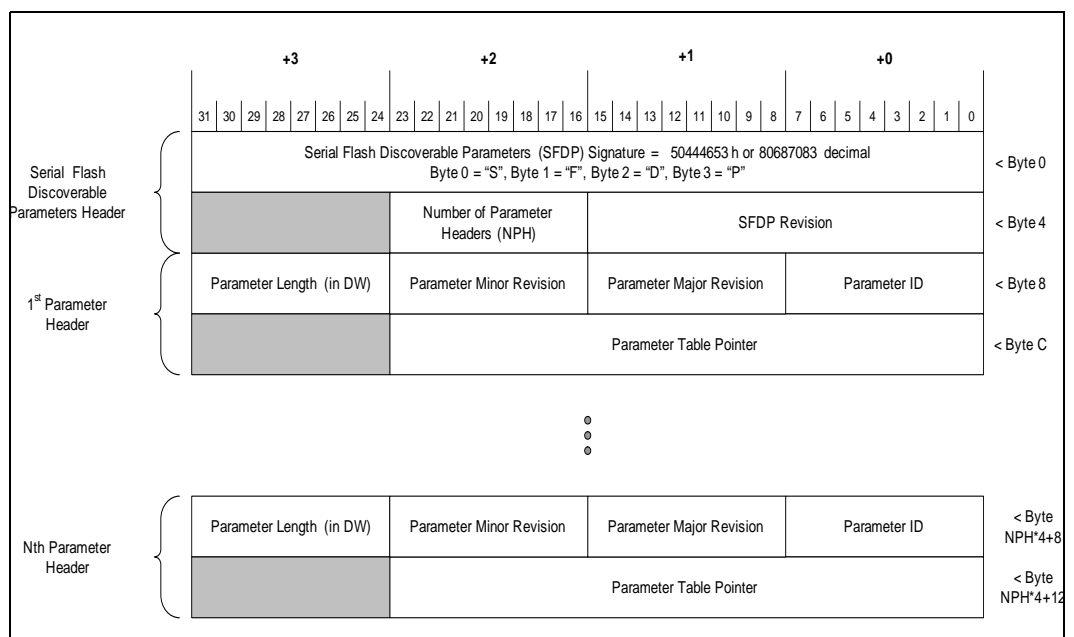 +3 +2 +1 +0
31 30 29 28 27 26 25 24 23 22 21 20 19 18 17 16 15 14 13 12 11 10 9 8 7 6 5 4 3 2 1 0
Serial Flash
Discoverable
Parameters Header
Serial Flash Discoverable Parameters (SFDP) Signature = 50444653 h or 80687083 decimal
Byte 0 = “S”, Byte 1 = “F”, Byte 2 = “D”, Byte 3 = “P”
< Byte 0
Number of Parameter
Headers (NPH)
SFDP Revision
< Byte 4
1st Parameter
Header
Parameter Length (in DW) Parameter Minor Revision Parameter Major Revision Parameter ID
< Byte 8
Parameter Table Pointer
< Byte C
Nth Parameter
Header
Parameter Length (in DW) Parameter Minor Revision Parameter Major Revision Parameter ID
< Byte
NPH*4+8
Parameter Table Pointer
< Byte
NPH*4+12